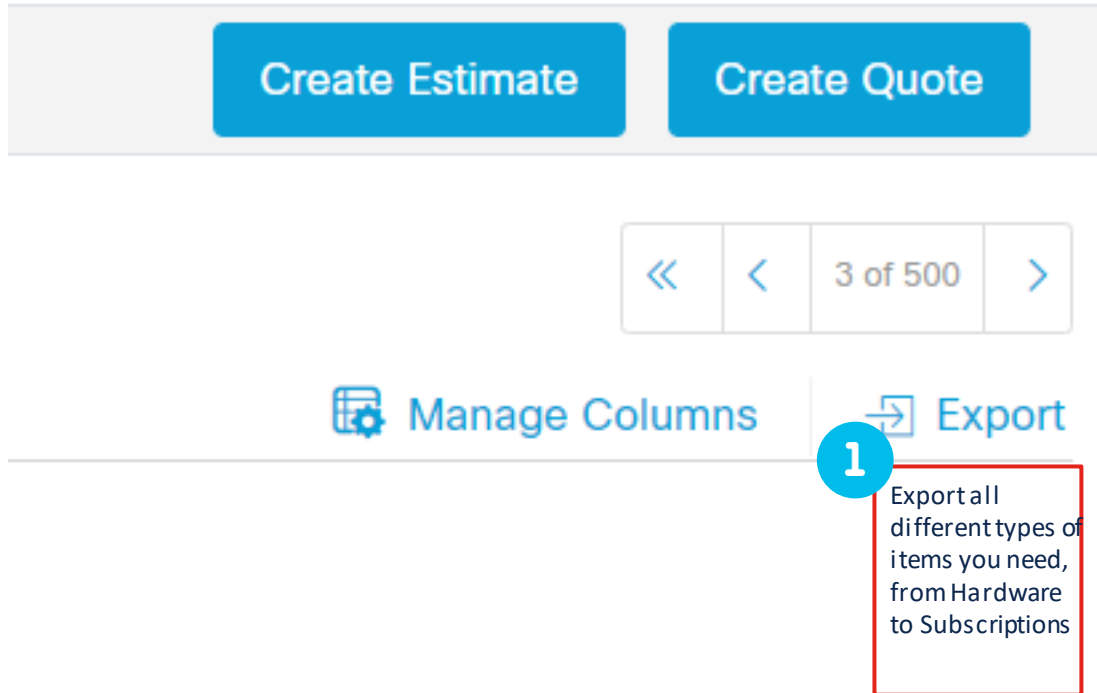 Create Estimate Create Quote
3 of 500
Manage Columns Export
1
Export all
different types of
items you need,
from Hardware
to Subscriptions